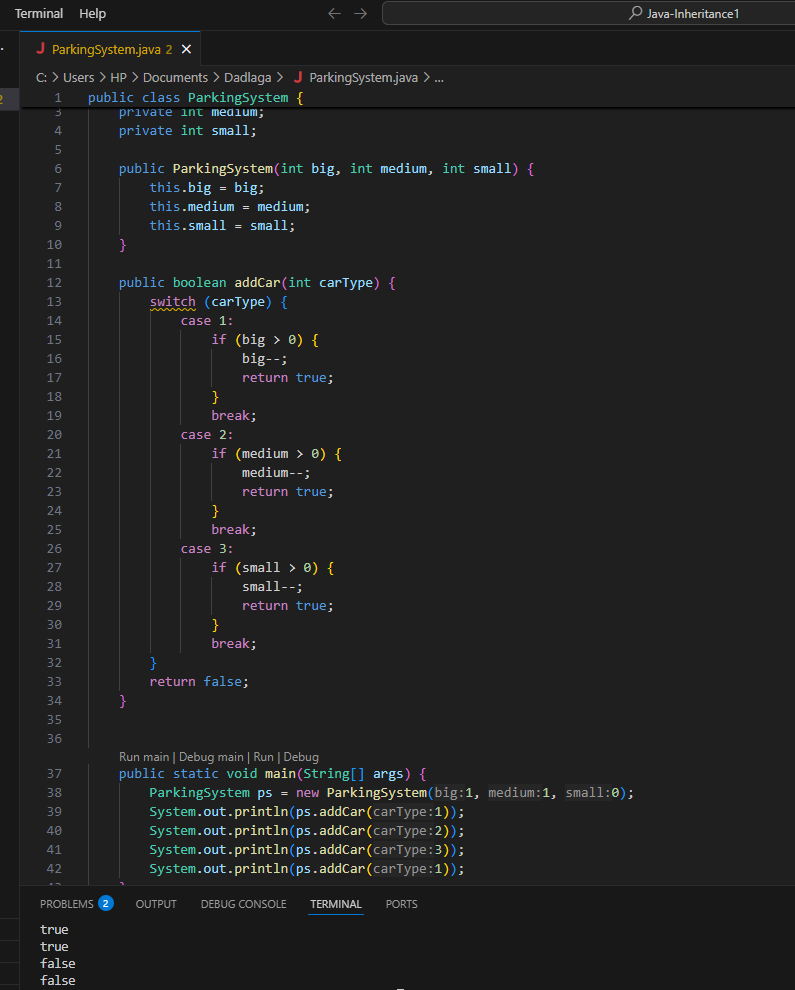 Terminal Help
Java-Inheritance1
J ParkingSystem.java 2
C: > Users > HP > Documents > Dadlaga > J ParkingSystem.java > ...
2
1 public class ParkingSystem {
3 private int medium;
4 private int small;
5
6 public ParkingSystem(int big, int medium, int small) {
7 this.big = big;
8 this.medium = medium;
9 this.small = small;
10 }
11
12 public boolean addCar(int carType) {
13 switch (carType) {
14 case 1:
15 if (big > 0) {
16 big--;
17 return true;
18 }
19 break;
20 case 2:
21 if (medium > 0) {
22 medium--;
23 return true;
24 }
25 break;
26 case 3:
27 if (small > 0) {
28 small--;
29 return true;
30 }
31 break;
32 }
33 return false;
34 }
35
36
Run main | Debug main | Run | Debug
37 public static void main(String[] args) {
38 ParkingSystem ps = new ParkingSystem(big:1, medium:1, small:0);
39 System.out.println(ps.addCar(carType:1));
40 System.out.println(ps.addCar(carType:2));
41 System.out.println(ps.addCar(carType:3));
42 System.out.println(ps.addCar(carType:1));
43 }
PROBLEMS 2 OUTPUT DEBUG CONSOLE TERMINAL PORTS
true
true
false
false